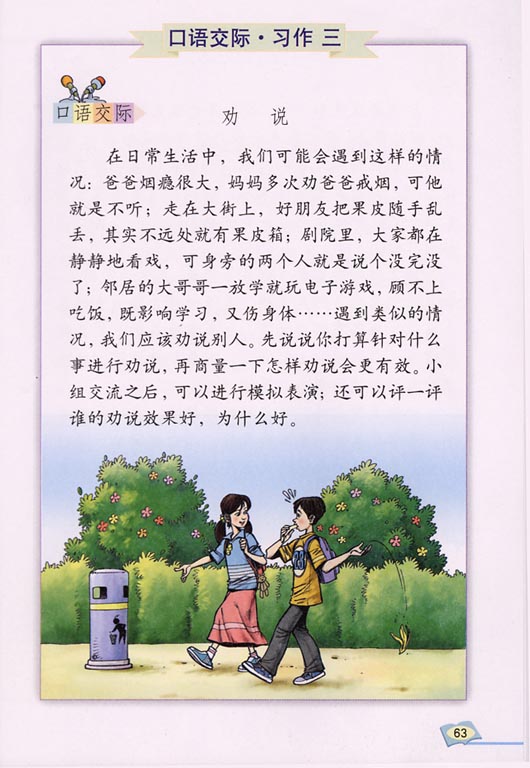 口语交际·习作 三
口语交际
劝 说
在日常生活中，我们可能会遇到这样的情
况：爸爸烟瘾很大，妈妈多次劝爸爸戒烟，可他
就是不听；走在大街上，好朋友把果皮随手乱
丢，其实不远处就有果皮箱；剧院里，大家都在
静静地看戏，可身旁的两个人就是说个没完没
了；邻居的大哥哥一放学就玩电子游戏，顾不上
吃饭，既影响学习，又伤身体……遇到类似的情
况，我们应该劝说别人。先说说你打算针对什么
事进行劝说，再商量一下怎样劝说会更有效。小
组交流之后，可以进行模拟表演；还可以评一评
谁的劝说效果好，为什么好。
63